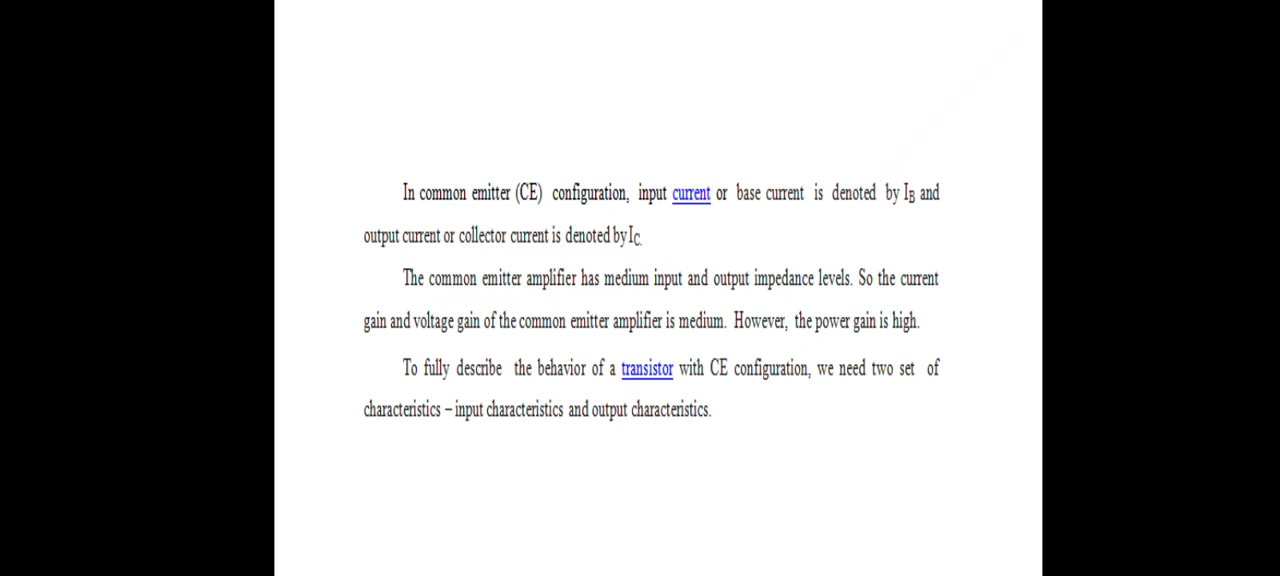 In common emitter (CE) configuration, input current or base current is denoted by IB and
output current or collector current is denoted by IC.
The common emitter amplifier has medium input and output impedance levels. So the current
gain and voltage gain of the common emitter amplifier is medium. However, the power gain is high.
To fully describe the behavior of a transistor with CE configuration, we need two set of
characteristics – input characteristics and output characteristics.